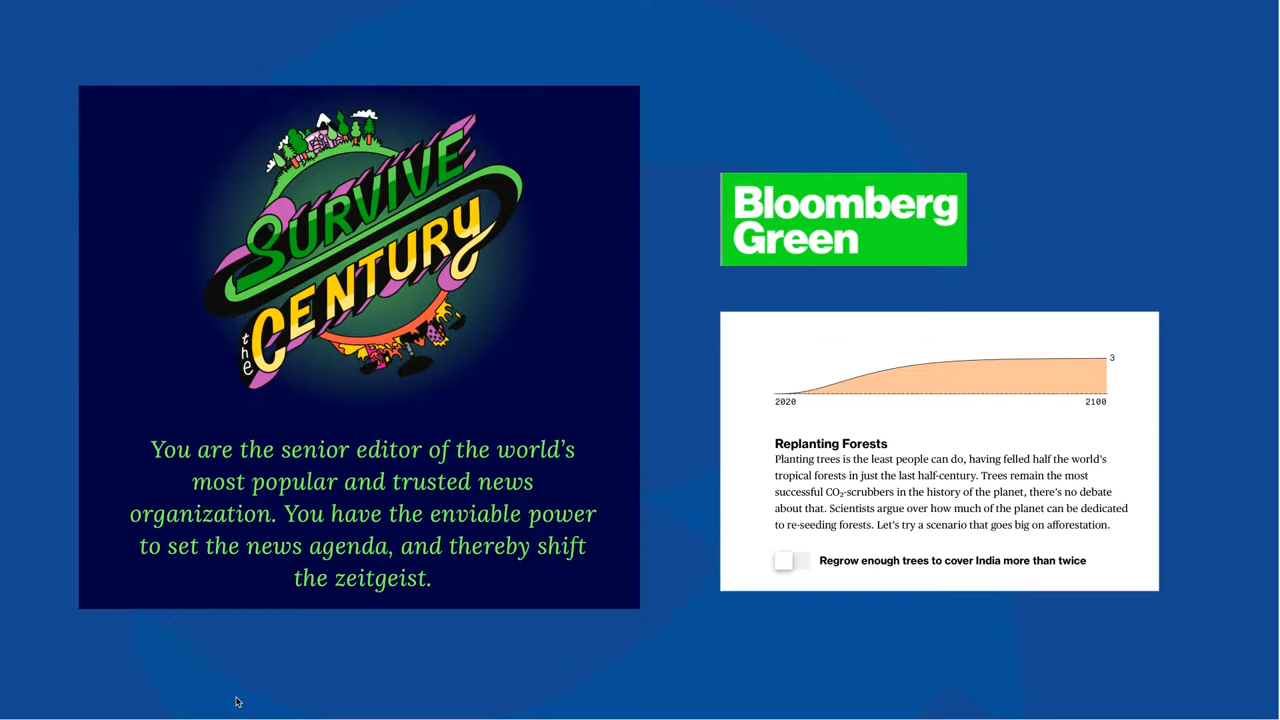 SURVIVE
the CENTURY
You are the senior editor of the world's
most popular and trusted news
organization. You have the enviable power
to set the news agenda, and thereby shift
the zeitgeist.
Bloomberg
Green
3
2020 2100
Replanting Forests
Planting trees is the least people can do, having felled half the world's
tropical forests in just the last half-century. Trees remain the most
successful CO₂-scrubbers in the history of the planet, there's no debate
about that. Scientists argue over how much of the planet can be dedicated
to re-seeding forests. Let's try a scenario that goes big on afforestation.
Regrow enough trees to cover India more than twice